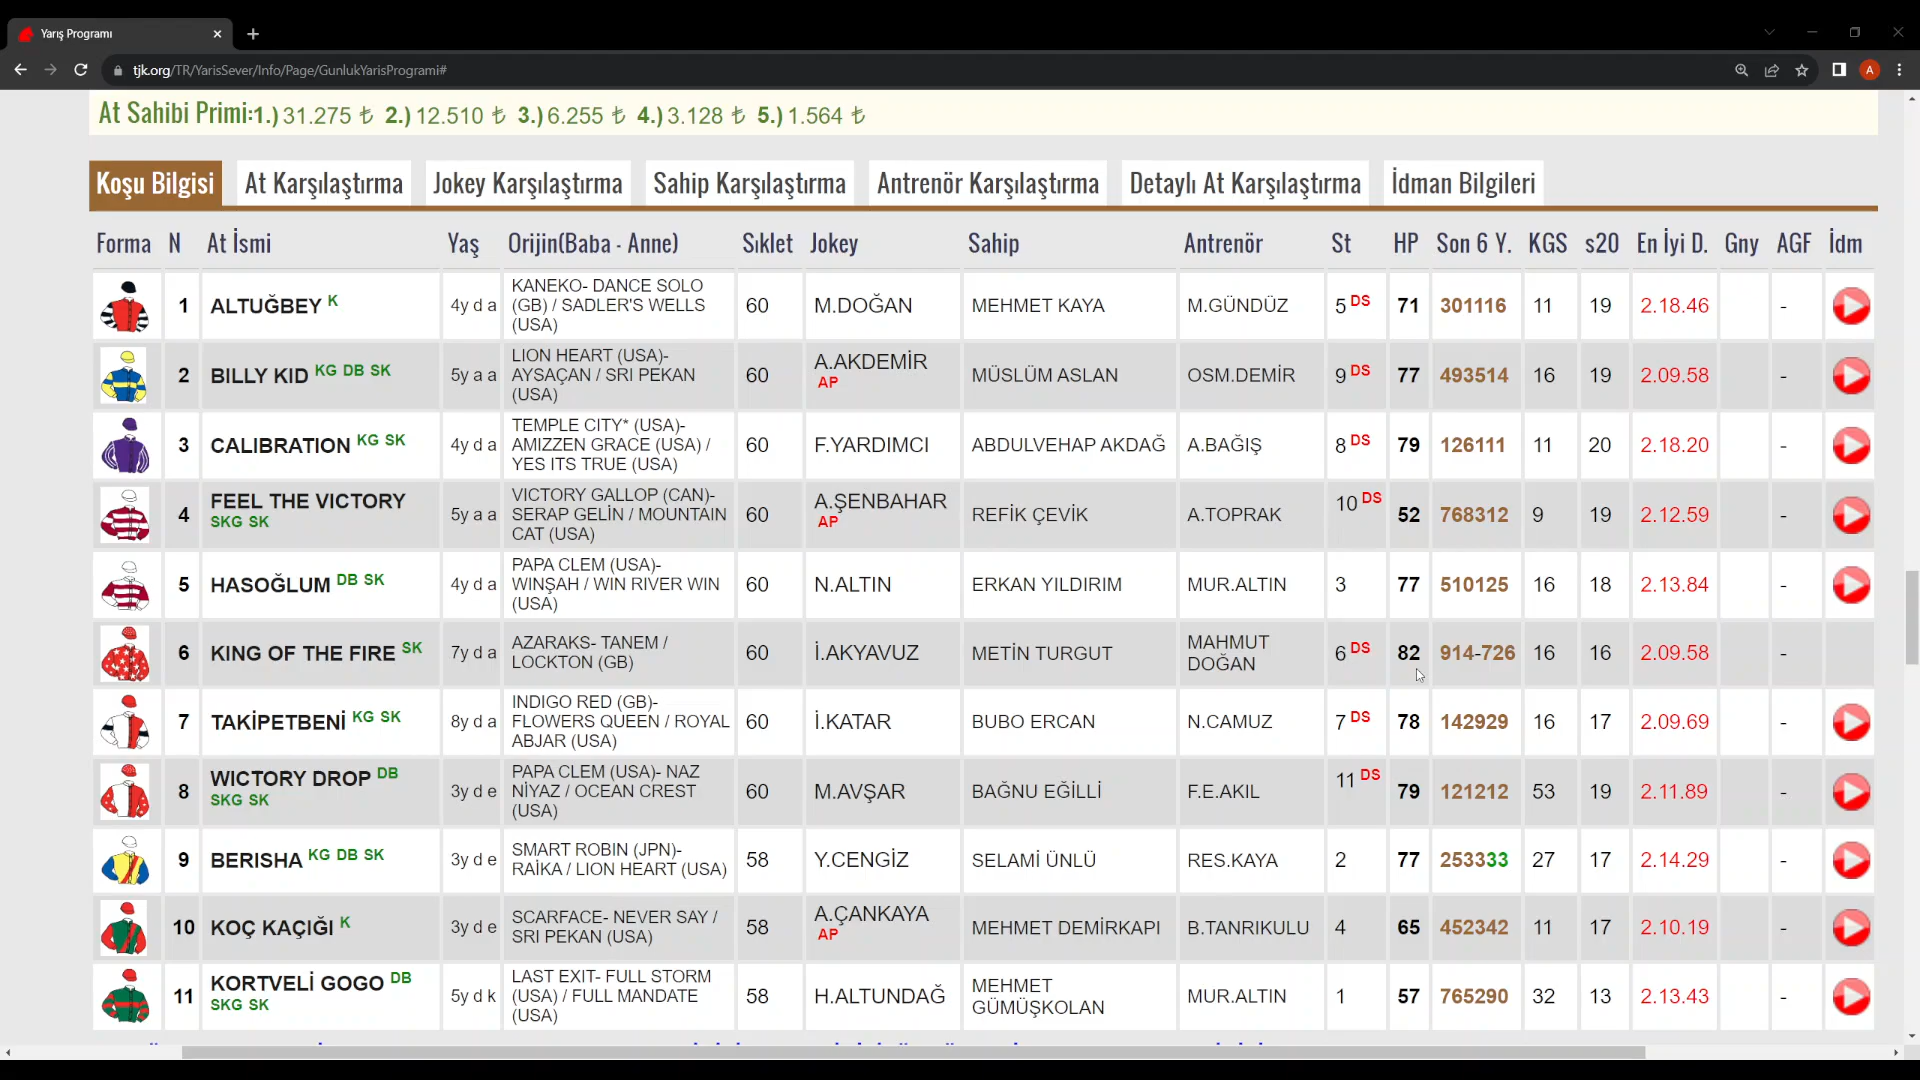 Yarış Programı
tjk.org/TR/YarisSever/Info/Page/GunlukYarisProgrami#
A
At Sahibi Primi:1.) 31.275 ₺ 2.) 12.510 ₺ 3.) 6.255 ₺ 4.) 3.128 ₺ 5.) 1.564 ₺
Koşu Bilgisi At Karşılaştırma Jokey Karşılaştırma Sahip Karşılaştırma Antrenör Karşılaştırma Detaylı At Karşılaştırma İdman Bilgileri
Forma N At İsmi Yaş Orijin(Baba - Anne) Sıklet Jokey Sahip Antrenör St HP Son 6 Y. KGS s20 En İyi D. Gny AGF İdm
1 ALTUĞBEY K 4y d a KANEKO- DANCE SOLO (GB) / SADLER'S WELLS (USA) 60 M.DOĞAN MEHMET KAYA M.GÜNDÜZ 5 DS 71 301116 11 19 2.18.46 -
2 BILLY KID KG DB SK 5y a a LION HEART (USA)- AYSAÇAN / SRI PEKAN (USA) 60 A.AKDEMİR AP MÜSLÜM ASLAN OSM.DEMİR 9 DS 77 493514 16 19 2.09.58 -
3 CALIBRATION KG SK 4y d a TEMPLE CITY* (USA)- AMIZZEN GRACE (USA) / YES ITS TRUE (USA) 60 F.YARDIMCI ABDULVEHAP AKDAĞ A.BAĞIŞ 8 DS 79 126111 11 20 2.18.20 -
4 FEEL THE VICTORY SKG SK 5y a a VICTORY GALLOP (CAN)- SERAP GELİN / MOUNTAIN CAT (USA) 60 A.ŞENBAHAR AP REFİK ÇEVİK A.TOPRAK 10 DS 52 768312 9 19 2.12.59 -
5 HASOĞLUM DB SK 4y d a PAPA CLEM (USA)- WINŞAH / WIN RIVER WIN (USA) 60 N.ALTIN ERKAN YILDIRIM MUR.ALTIN 3 77 510125 16 18 2.13.84 -
6 KING OF THE FIRE SK 7y d a AZARAKS- TANEM / LOCKTON (GB) 60 İ.AKYAVUZ METİN TURGUT MAHMUT DOĞAN 6 DS 82 914-726 16 16 2.09.58 -
7 TAKİPETBENİ KG SK 8y d a INDIGO RED (GB)- FLOWERS QUEEN / ROYAL ABJAR (USA) 60 İ.KATAR BUBO ERCAN N.CAMUZ 7 DS 78 142929 16 17 2.09.69 -
8 WICTORY DROP DB SKG SK 3y d e PAPA CLEM (USA)- NAZ NİYAZ / OCEAN CREST (USA) 60 M.AVŞAR BAĞNU EĞİLLİ F.E.AKIL 11 DS 79 121212 53 19 2.11.89 -
9 BERISHA KG DB SK 3y d e SMART ROBIN (JPN)- RAİKA / LION HEART (USA) 58 Y.CENGİZ SELAMİ ÜNLÜ RES.KAYA 2 77 253333 27 17 2.14.29 -
10 KOÇ KAÇIĞI K 3y d e SCARFACE- NEVER SAY / SRI PEKAN (USA) 58 A.ÇANKAYA AP MEHMET DEMİRKAPI B.TANRIKULU 4 65 452342 11 17 2.10.19 -
11 KORTVELİ GOGO DB SKG SK 5y d k LAST EXIT- FULL STORM (USA) / FULL MANDATE (USA) 58 H.ALTUNDAĞ MEHMET GÜMÜŞKOLAN MUR.ALTIN 1 57 765290 32 13 2.13.43 -